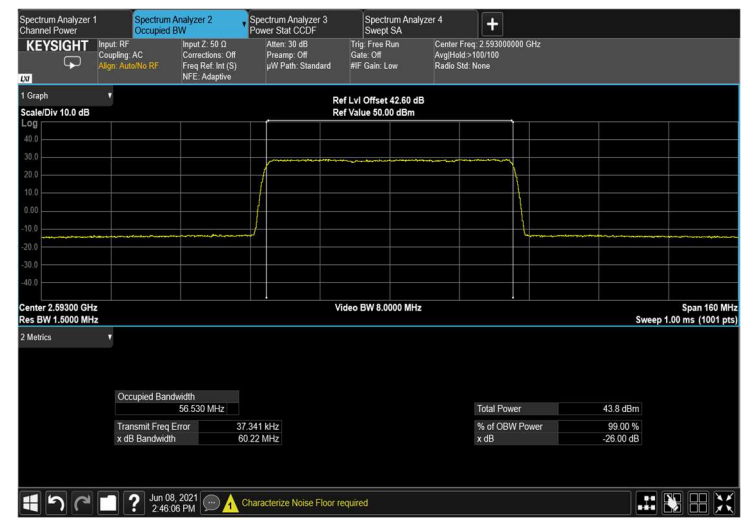 Spectrum Analyzer 1
Channel Power
Spectrum Analyzer 2
Occupied BW
Spectrum Analyzer 3
Power Stat CCDF
Spectrum Analyzer 4
Swept SA
KEYSIGHT
LXI
Input: RF
Coupling: AC
Align: Auto/No RF
Input Z: 50 Ω
Corrections: Off
Freq Ref: Int (S)
NFE: Adaptive
Atten: 30 dB
Preamp: Off
µW Path: Standard
Trig: Free Run
Gate: Off
#IF Gain: Low
Center Freq: 2.593000000 GHz
Avg|Hold:>100/100
Radio Std: None
1 Graph
Scale/Div 10.0 dB
Ref Lvl Offset 42.60 dB
Ref Value 50.00 dBm
Log
40.0
30.0
20.0
10.0
0.00
-10.0
-20.0
-30.0
-40.0
Center 2.59300 GHz
Res BW 1.5000 MHz
Video BW 8.0000 MHz
Span 160 MHz
Sweep 1.00 ms (1001 pts)
2 Metrics
Occupied Bandwidth
56.530 MHz
Transmit Freq Error 37.341 kHz
x dB Bandwidth 60.22 MHz
Total Power 43.8 dBm
% of OBW Power 99.00 %
x dB -26.00 dB
?
Jun 08, 2021
2:46:06 PM
1
Characterize Noise Floor required